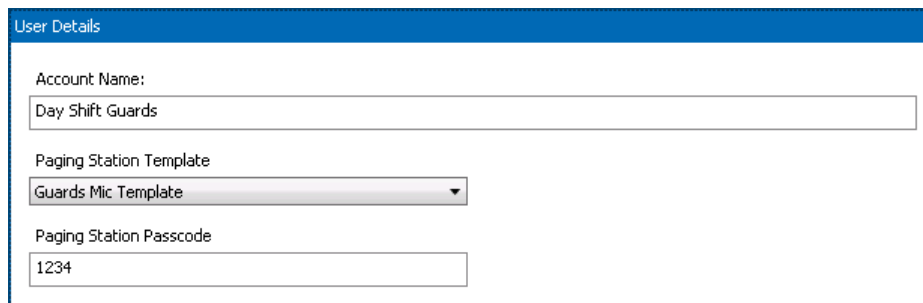 User Details
Account Name:
Day Shift Guards
Paging Station Template
Guards Mic Template
Paging Station Passcode
1234